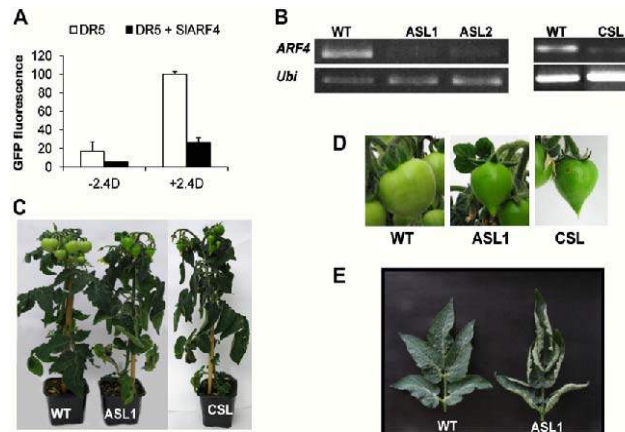 A
DR5 DR5 + SlARF4
GFP fluorescence
120
100
80
60
40
20
0
-2.4D +2.4D
B
WT ASL1 ASL2 WT CSL
ARF4
Ubi
C
WT ASL1 CSL
D
WT ASL1 CSL
E
WT ASL1